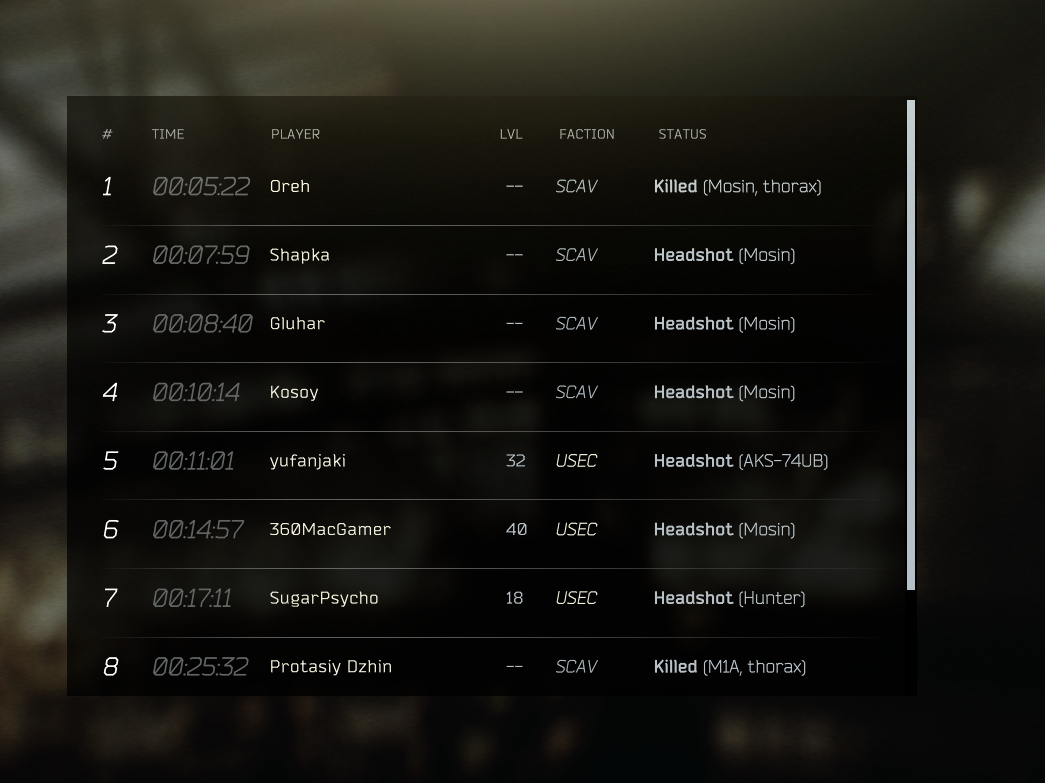 # TIME PLAYER LVL FACTION STATUS
1 00:05:22 Oreh -- SCAV Killed (Mosin, thorax)
2 00:07:59 Shapka -- SCAV Headshot (Mosin)
3 00:08:40 Gluhar -- SCAV Headshot (Mosin)
4 00:10:14 Kosoy -- SCAV Headshot (Mosin)
5 00:11:01 yufanjaki 32 USEC Headshot (AKS-74UB)
6 00:14:57 360MacGamer 40 USEC Headshot (Mosin)
7 00:17:11 SugarPsycho 18 USEC Headshot (Hunter)
8 00:25:32 Protasiy Dzhin -- SCAV Killed (M1A, thorax)